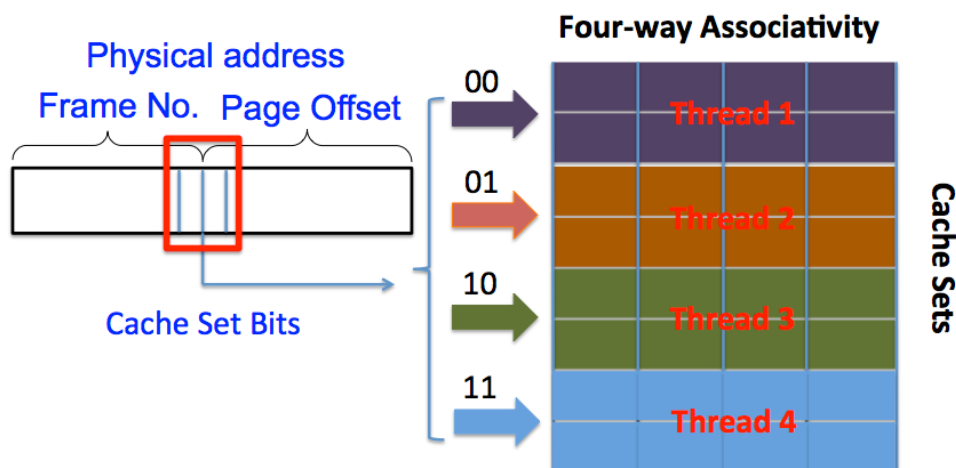 Four-way Associativity
Physical address
Frame No. Page Offset
00
Thread 1
01
Thread 2
10
Thread 3
11
Thread 4
Cache Set Bits
Cache Sets